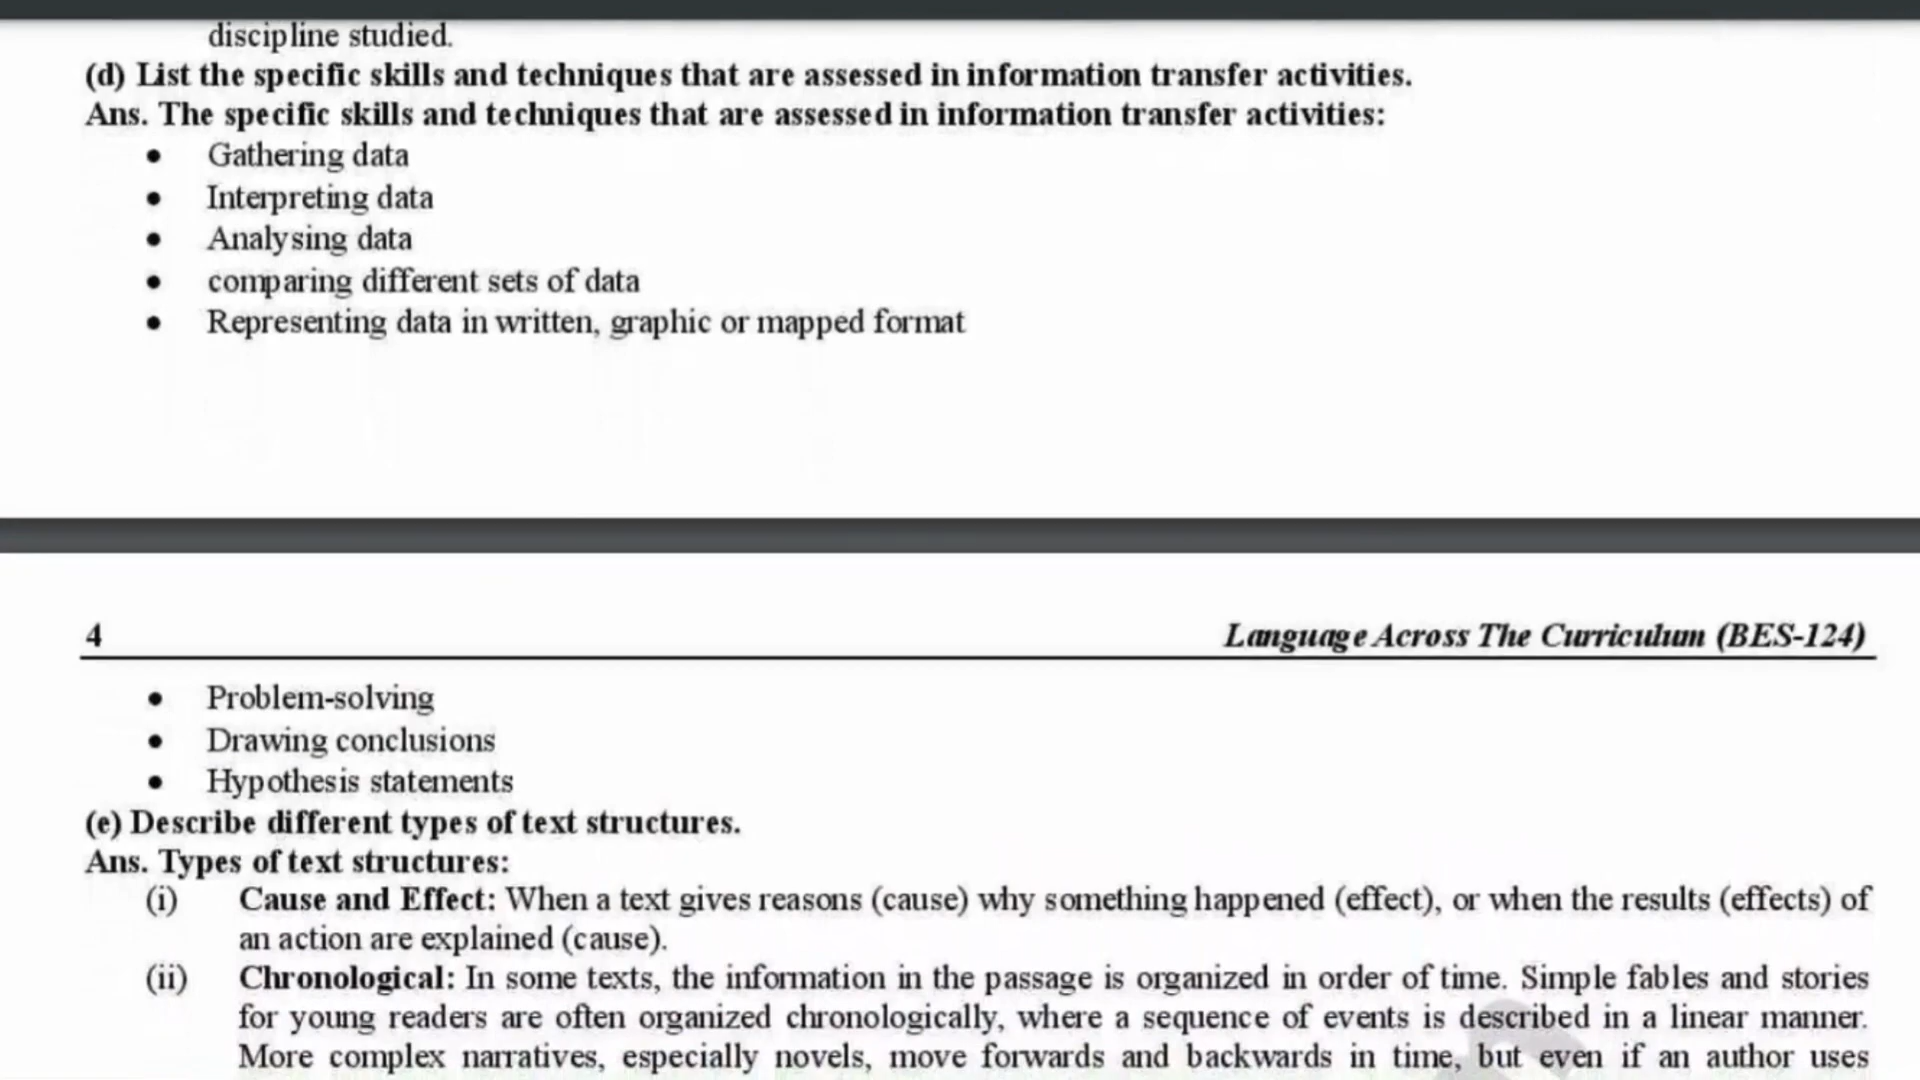 discipline studied.
(d) List the specific skills and techniques that are assessed in information transfer activities.
Ans. The specific skills and techniques that are assessed in information transfer activities:
• Gathering data
• Interpreting data
• Analysing data
• comparing different sets of data
• Representing data in written, graphic or mapped format
4 Language Across The Curriculum (BES-124)
• Problem-solving
• Drawing conclusions
• Hypothesis statements
(e) Describe different types of text structures.
Ans. Types of text structures:
(i) Cause and Effect: When a text gives reasons (cause) why something happened (effect), or when the results (effects) of
an action are explained (cause).
(ii) Chronological: In some texts, the information in the passage is organized in order of time. Simple fables and stories
for young readers are often organized chronologically, where a sequence of events is described in a linear manner.
More complex narratives, especially novels, move forwards and backwards in time, but even if an author uses